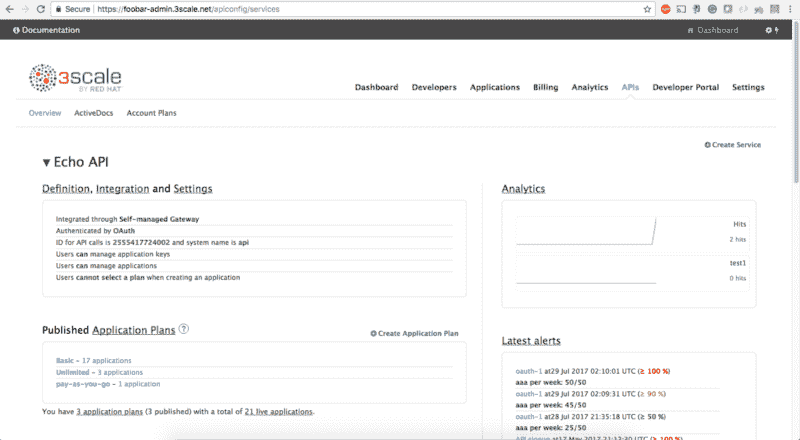 Secure https://foobar-admin.3scale.net/apiconfig/services
Documentation
Dashboard
3scale
BY RED HAT
Dashboard Developers Applications Billing Analytics APIs Developer Portal Settings
Overview ActiveDocs Account Plans
Create Service
Echo API
Definition, Integration and Settings
Integrated through Self-managed Gateway
Authenticated by OAuth
ID for API calls is 2555417724002 and system name is api
Users can manage application keys
Users can manage applications
Users cannot select a plan when creating an application
Published Application Plans ?
Create Application Plan
Basic - 17 applications
Unlimited - 3 applications
pay-as-you-go - 1 application
You have 3 application plans (3 published) with a total of 21 live applications.
Analytics
Hits
2 hits
test1
0 hits
Latest alerts
oauth-1 at29 Jul 2017 02:10:01 UTC (≥ 100 %)
aaa per week: 50/50
oauth-1 at29 Jul 2017 02:09:31 UTC (≥ 90 %)
aaa per week: 45/50
oauth-1 at28 Jul 2017 21:35:18 UTC (≥ 50 %)
aaa per week: 25/50